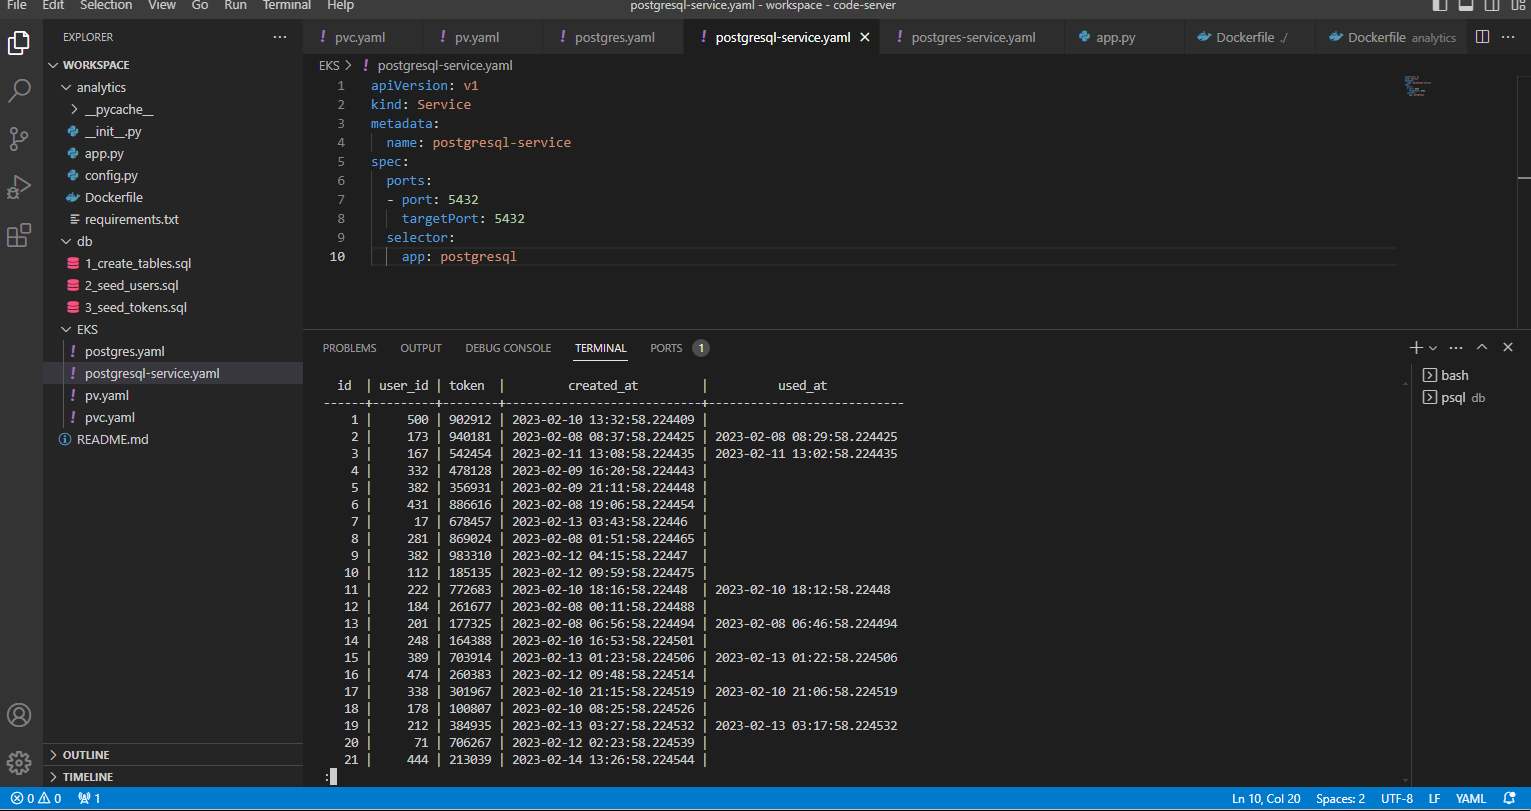 File Edit Selection View Go Run Terminal Help postgresql-service.yaml - workspace - code-server
EXPLORER ... ! pvc.yaml ! pv.yaml ! postgres.yaml ! postgresql-service.yaml ! postgres-service.yaml app.py Dockerfile ./ Dockerfile analytics ...
WORKSPACE
analytics
__pycache__
__init__.py
app.py
config.py
Dockerfile
requirements.txt
db
1_create_tables.sql
2_seed_users.sql
3_seed_tokens.sql
EKS
! postgres.yaml
! postgresql-service.yaml
! pv.yaml
! pvc.yaml
README.md
OUTLINE
TIMELINE
EKS > ! postgresql-service.yaml
1 apiVersion: v1
2 kind: Service
3 metadata:
4 name: postgresql-service
5 spec:
6 ports:
7 - port: 5432
8 targetPort: 5432
9 selector:
10 app: postgresql
PROBLEMS OUTPUT DEBUG CONSOLE TERMINAL PORTS 1
bash
psql db
id | user_id | token | created_at | used_at
------+---------+--------+----------------------------+----------------------------
1 | 500 | 902912 | 2023-02-10 13:32:58.224409 |
2 | 173 | 940181 | 2023-02-08 08:37:58.224425 | 2023-02-08 08:29:58.224425
3 | 167 | 542454 | 2023-02-11 13:08:58.224435 | 2023-02-11 13:02:58.224435
4 | 332 | 478128 | 2023-02-09 16:20:58.224443 |
5 | 382 | 356931 | 2023-02-09 21:11:58.224448 |
6 | 431 | 886616 | 2023-02-08 19:06:58.224454 |
7 | 17 | 678457 | 2023-02-13 03:43:58.22446 |
8 | 281 | 869024 | 2023-02-08 01:51:58.224465 |
9 | 382 | 983310 | 2023-02-12 04:15:58.22447 |
10 | 112 | 185135 | 2023-02-12 09:59:58.224475 |
11 | 222 | 772683 | 2023-02-10 18:16:58.22448 | 2023-02-10 18:12:58.22448
12 | 184 | 261677 | 2023-02-08 00:11:58.224488 |
13 | 201 | 177325 | 2023-02-08 06:56:58.224494 | 2023-02-08 06:46:58.224494
14 | 248 | 164388 | 2023-02-10 16:53:58.224501 |
15 | 389 | 703914 | 2023-02-13 01:23:58.224506 | 2023-02-13 01:22:58.224506
16 | 474 | 260383 | 2023-02-12 09:48:58.224514 |
17 | 338 | 301967 | 2023-02-10 21:15:58.224519 | 2023-02-10 21:06:58.224519
18 | 178 | 100807 | 2023-02-10 08:25:58.224526 |
19 | 212 | 384935 | 2023-02-13 03:27:58.224532 | 2023-02-13 03:17:58.224532
20 | 71 | 706267 | 2023-02-12 02:23:58.224539 |
21 | 444 | 213039 | 2023-02-14 13:26:58.224544 |
:
0 0 1 Ln 10, Col 20 Spaces: 2 UTF-8 LF YAML